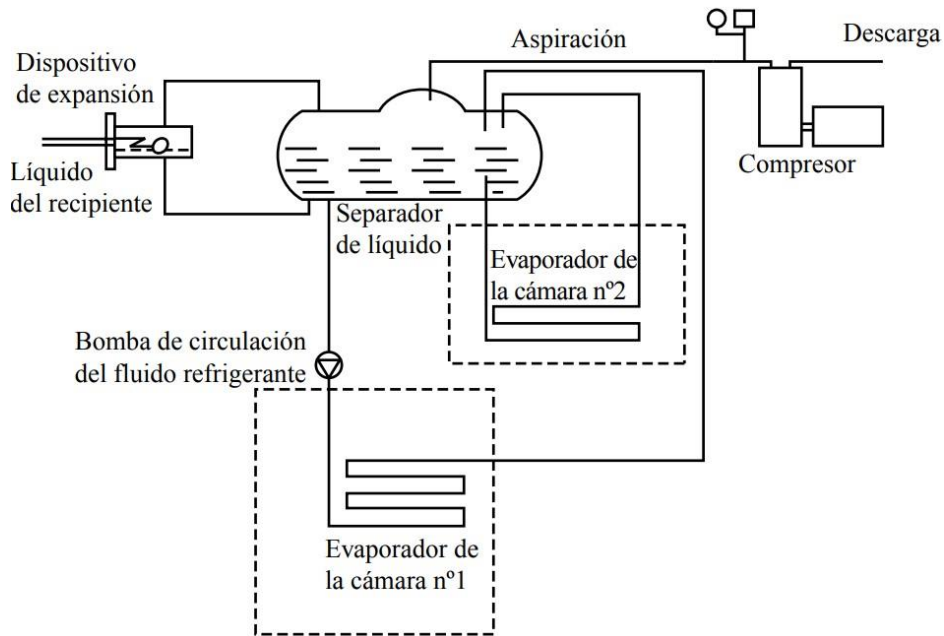 Aspiración
Descarga
Dispositivo
de expansión
Líquido
del recipiente
Compresor
Separador
de líquido
Evaporador de
la cámara nº2
Bomba de circulación
del fluido refrigerante
Evaporador de
la cámara nº1